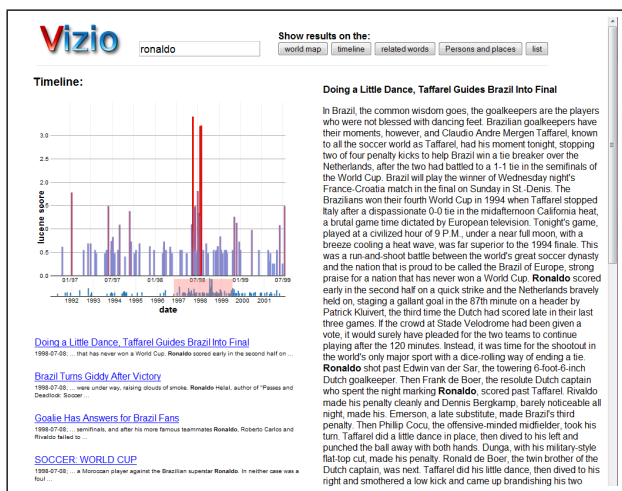 Vizio
ronaldo
Show results on the:
world map
timeline
related words
Persons and places
list
Timeline:
3.0
2.5
2.0
1.5
1.0
0.5
0.0
lucene score
01/97 07/97 01/98 07/98 01/99 07/99
1992 1993 1994 1995 1996 1997 1998 1999 2000 2001
date
Doing a Little Dance, Taffarel Guides Brazil Into Final
1998-07-08; ... that has never won a World Cup. Ronaldo scored early in the second half on ...
Brazil Turns Giddy After Victory
1998-07-08; ... were under way, raising clouds of smoke. Ronaldo Helal, author of "Passes and
Deadlock: Soccer ...
Goalie Has Answers for Brazil Fans
1998-07-08; ... semifinals, and after his more famous teammates Ronaldo, Roberto Carlos and
Rivaldo failed to ...
SOCCER: WORLD CUP
1998-07-08; ... a Moroccan player against the Brazilian superstar Ronaldo. In neither case was a
foul ...
Doing a Little Dance, Taffarel Guides Brazil Into Final
In Brazil, the common wisdom goes, the goalkeepers are the players
who were not blessed with dancing feet. Brazilian goalkeepers have
their moments, however, and Claudio Andre Mergen Taffarel, known
to all the soccer world as Taffarel, had his moment tonight, stopping
two of four penalty kicks to help Brazil win a tie breaker over the
Netherlands, after the two had battled to a 1-1 tie in the semifinals of
the World Cup. Brazil will play the winner of Wednesday night's
France-Croatia match in the final on Sunday in St.-Denis. The
Brazilians won their fourth World Cup in 1994 when Taffarel stopped
Italy after a dispassionate 0-0 tie in the midafternoon California heat,
a brutal game time dictated by European television. Tonight's game,
played at a civilized hour of 9 P.M., under a near full moon, with a
breeze cooling a heat wave, was far superior to the 1994 finale. This
was a run-and-shoot battle between the world's great soccer dynasty
and the nation that is proud to be called the Brazil of Europe, strong
praise for a nation that has never won a World Cup. Ronaldo scored
early in the second half on a quick strike and the Netherlands bravely
held on, staging a gallant goal in the 87th minute on a header by
Patrick Kluivert, the third time the Dutch had scored late in their last
three games. If the crowd at Stade Velodrome had been given a
vote, it would surely have pleaded for the two teams to continue
playing after the 120 minutes. Instead, it was time for the shootout in
the world's only major sport with a dice-rolling way of ending a tie.
Ronaldo shot past Edwin van der Sar, the towering 6-foot-6-inch
Dutch goalkeeper. Then Frank de Boer, the resolute Dutch captain
who spent the night marking Ronaldo, scored past Taffarel. Rivaldo
made his penalty cleanly and Dennis Bergkamp, barely noticeable all
night, made his. Emerson, a late substitute, made Brazil's third
penalty. Then Phillip Cocu, the offensive-minded midfielder, took his
turn. Taffarel did a little dance in place, then dived to his left and
punched the ball away with both hands. Dunga, with his military-style
flat-top cut, made his penalty. Ronald de Boer, the twin brother of the
Dutch captain, was next. Taffarel did his little dance, then dived to his
right and smothered a low kick and came up brandishing his two